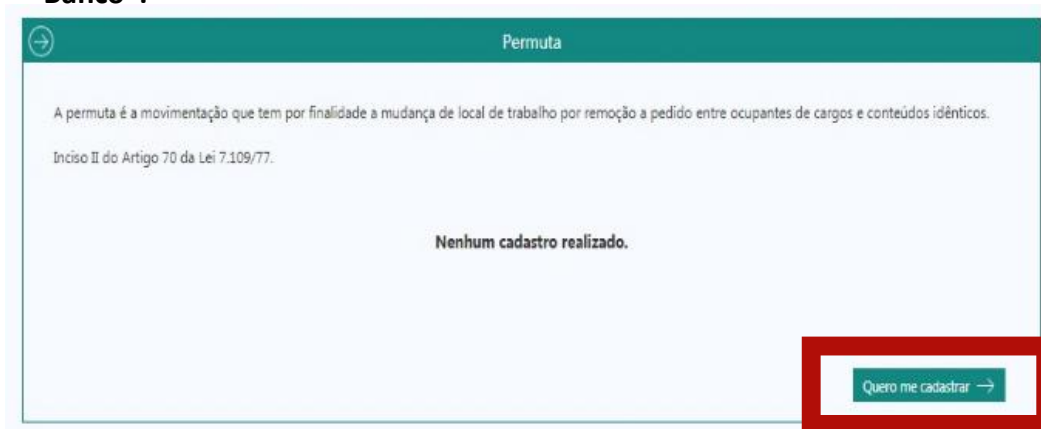 Banco".
Permuta
A permuta é a movimentação que tem por finalidade a mudança de local de trabalho por remoção a pedido entre ocupantes de cargos e conteúdos idênticos.
Inciso II do Artigo 70 da Lei 7.109/77.
Nenhum cadastro realizado.
Quero me cadastrar →